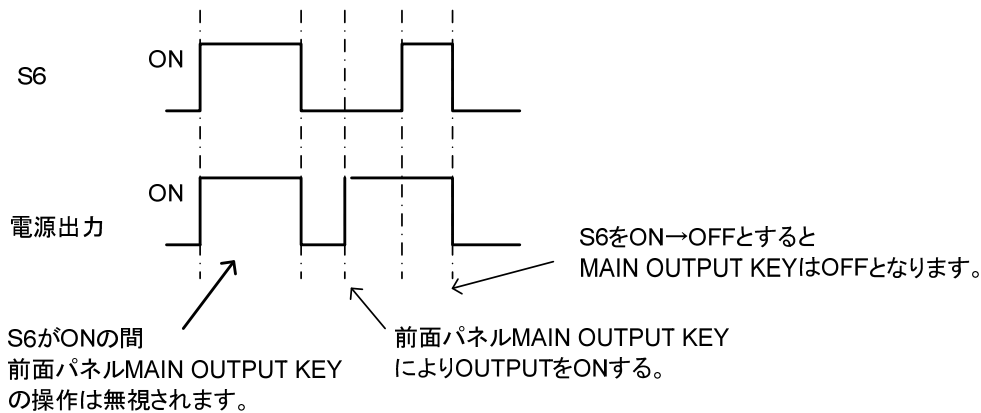 ON
S6
ON
電源出力
S6をON→OFFとすると
MAIN OUTPUT KEYはOFFとなります。
S6がONの間
前面パネルMAIN OUTPUT KEY
の操作は無視されます。
前面パネルMAIN OUTPUT KEY
によりOUTPUTをONする。